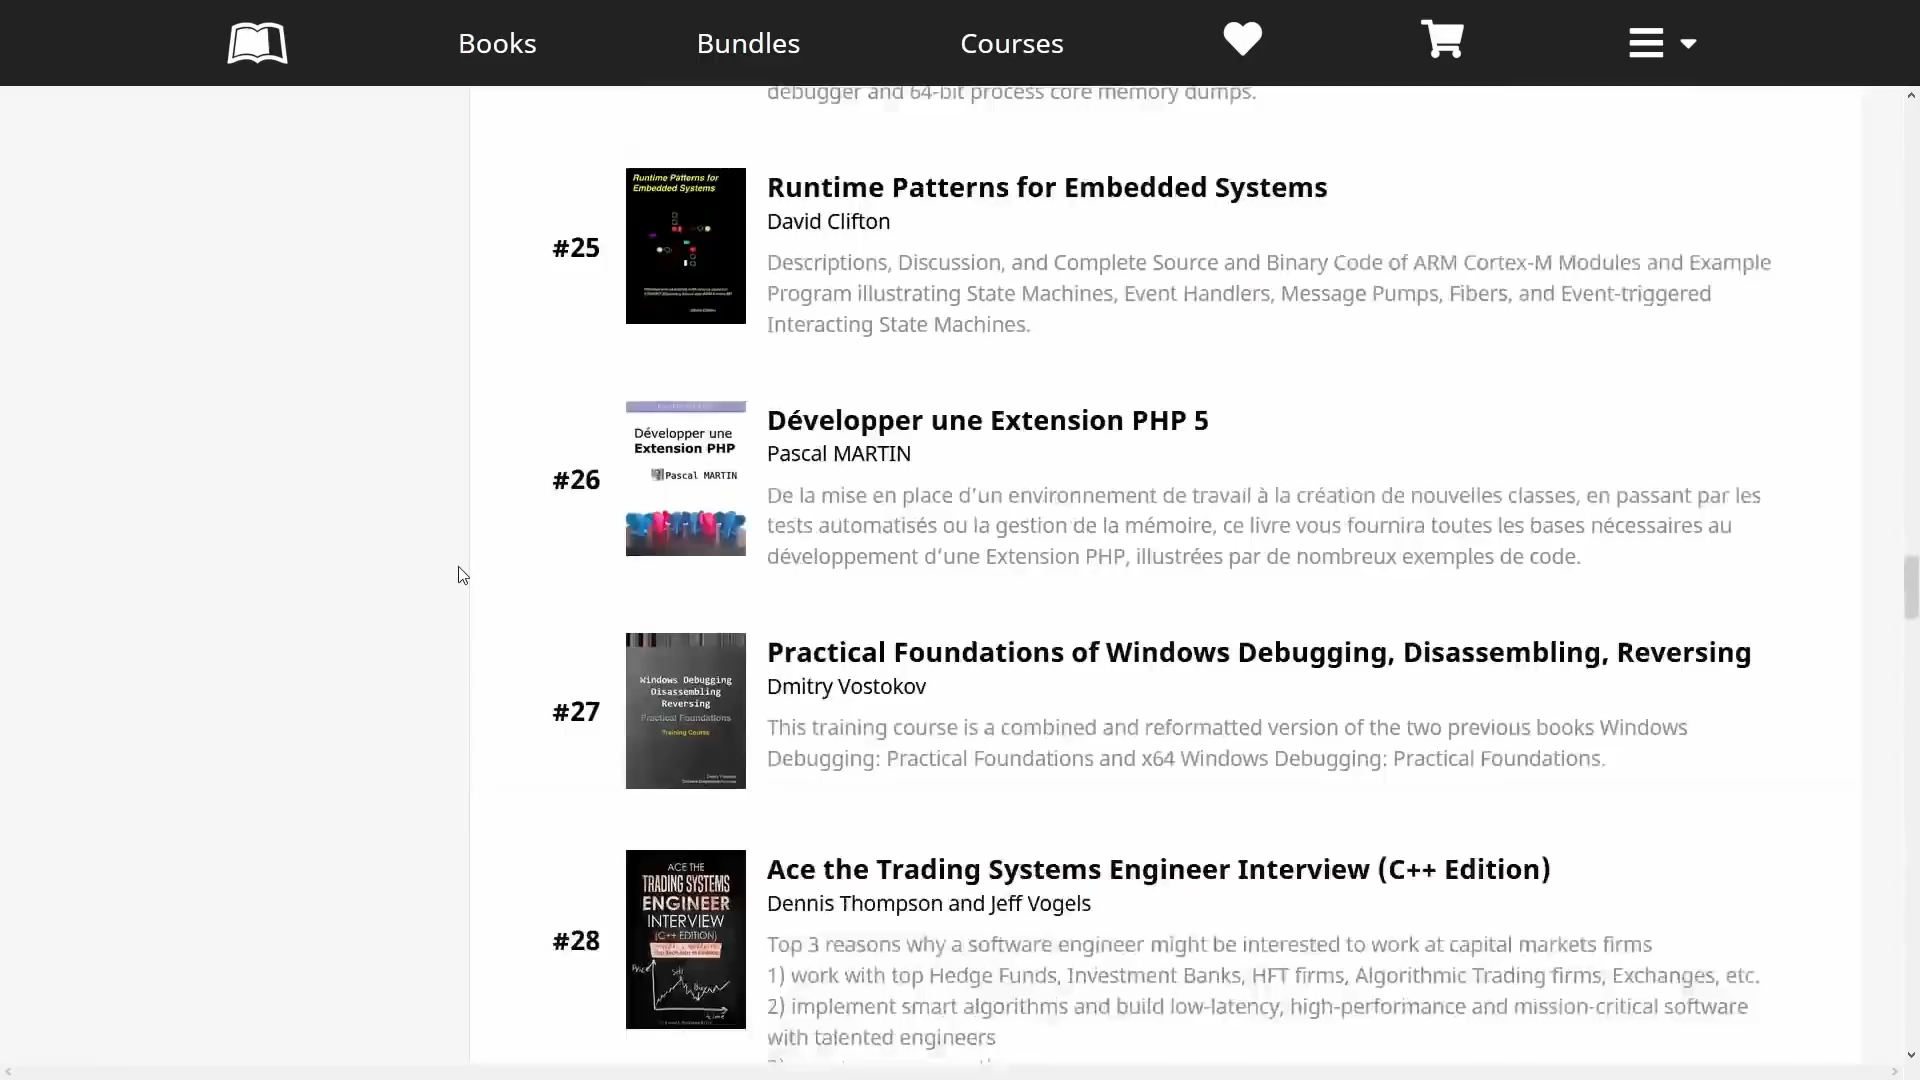 Books
Bundles
Courses
debugger and 64-bit process core memory dumps.
#25
Runtime Patterns for
Embedded Systems
Runtime Patterns for Embedded Systems
David Clifton
Descriptions, Discussion, and Complete Source and Binary Code of ARM Cortex-M Modules and Example
Program illustrating State Machines, Event Handlers, Message Pumps, Fibers, and Event-triggered
Interacting State Machines.
#26
Développer une
Extension PHP
Pascal MARTIN
Développer une Extension PHP 5
Pascal MARTIN
De la mise en place d’un environnement de travail à la création de nouvelles classes, en passant par les
tests automatisés ou la gestion de la mémoire, ce livre vous fournira toutes les bases nécessaires au
développement d’une Extension PHP, illustrées par de nombreux exemples de code.
#27
Windows Debugging
Disassembling
Reversing
Practical Foundations
Training Course
Practical Foundations of Windows Debugging, Disassembling, Reversing
Dmitry Vostokov
This training course is a combined and reformatted version of the two previous books Windows
Debugging: Practical Foundations and x64 Windows Debugging: Practical Foundations.
#28
ACE THE
TRADING SYSTEMS
ENGINEER
INTERVIEW
(C++ EDITION)
Price
Sell
Buy
time
Ace the Trading Systems Engineer Interview (C++ Edition)
Dennis Thompson and Jeff Vogels
Top 3 reasons why a software engineer might be interested to work at capital markets firms
1) work with top Hedge Funds, Investment Banks, HFT firms, Algorithmic Trading firms, Exchanges, etc.
2) implement smart algorithms and build low-latency, high-performance and mission-critical software
with talented engineers